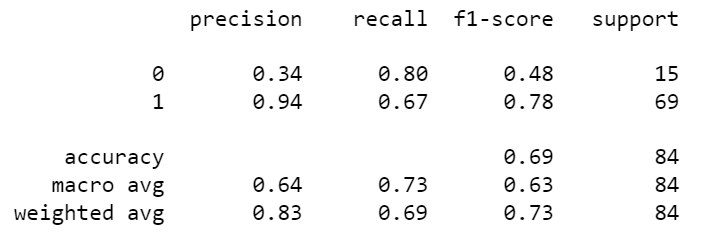 precision recall f1-score support
0 0.34 0.80 0.48 15
1 0.94 0.67 0.78 69
accuracy 0.69 84
macro avg 0.64 0.73 0.63 84
weighted avg 0.83 0.69 0.73 84